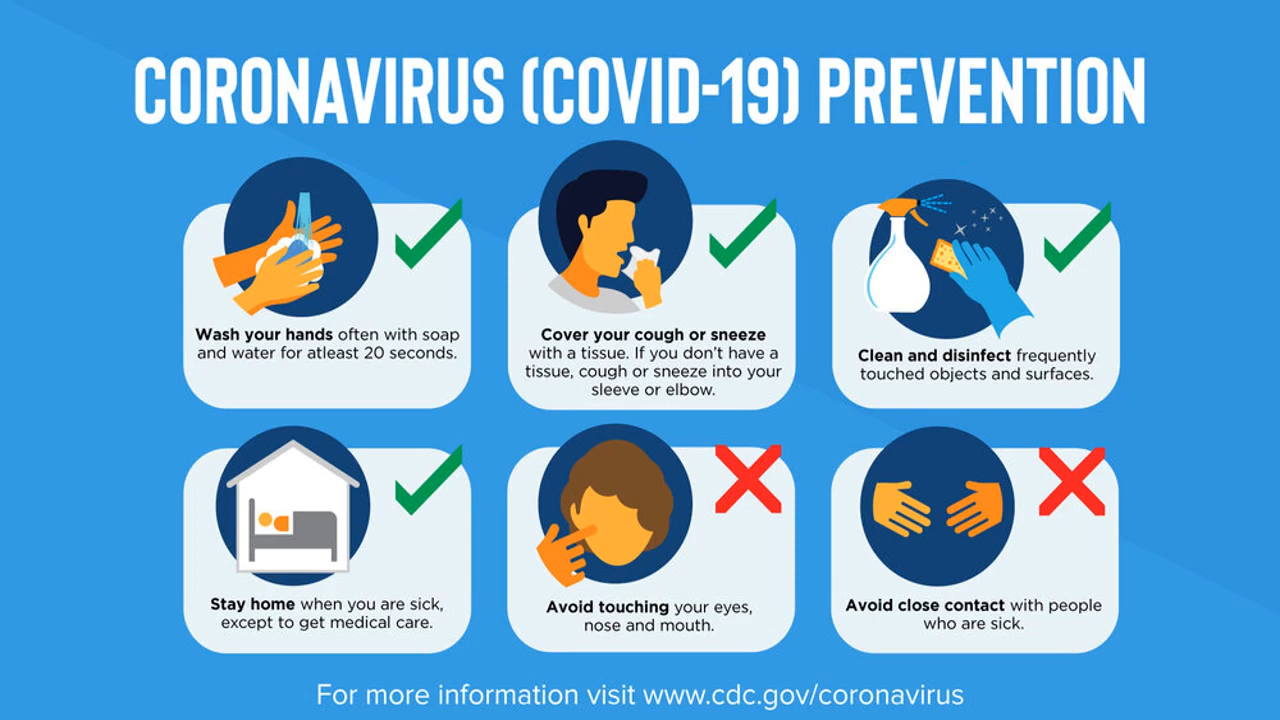 CORONAVIRUS (COVID-19) PREVENTION
Wash your hands often with soap
and water for atleast 20 seconds.
Cover your cough or sneeze
with a tissue. If you don't have a
tissue, cough or sneeze into your
sleeve or elbow.
Clean and disinfect frequently
touched objects and surfaces.
Stay home when you are sick,
except to get medical care.
Avoid touching your eyes,
nose and mouth.
Avoid close contact with people
who are sick.
For more information visit www.cdc.gov/coronavirus